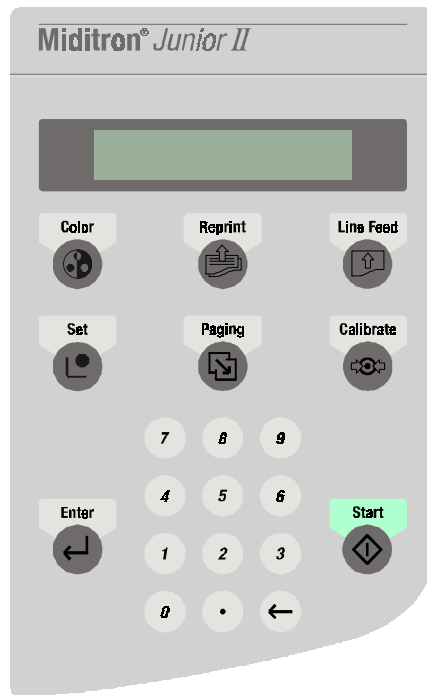 Miditron® Junior II
Color Reprint Line Feed
Set Paging Calibrate
7 8 9
4 5 6
Enter Start
1 2 3
0 . ←